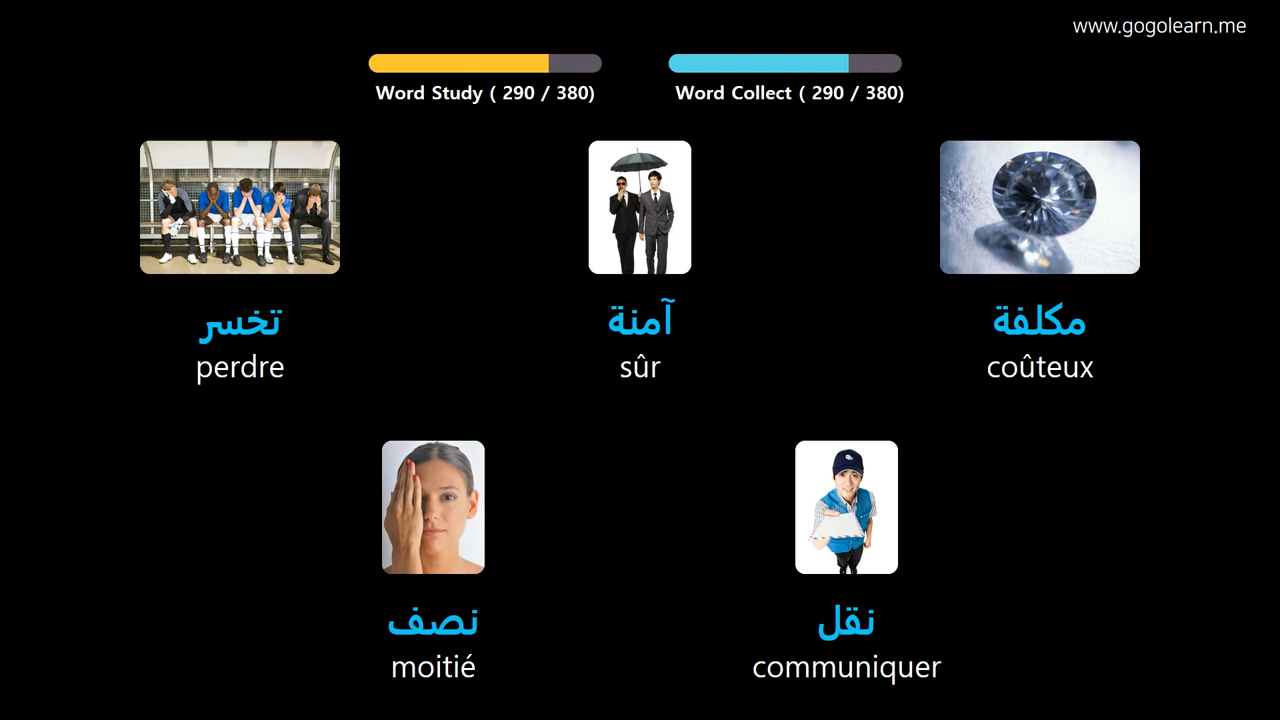 www.gogolearn.me
Word Study ( 290 / 380)
Word Collect ( 290 / 380)
تخسر
perdre
آمنة
sûr
مكلفة
coûteux
نصف
moitié
نقل
communiquer